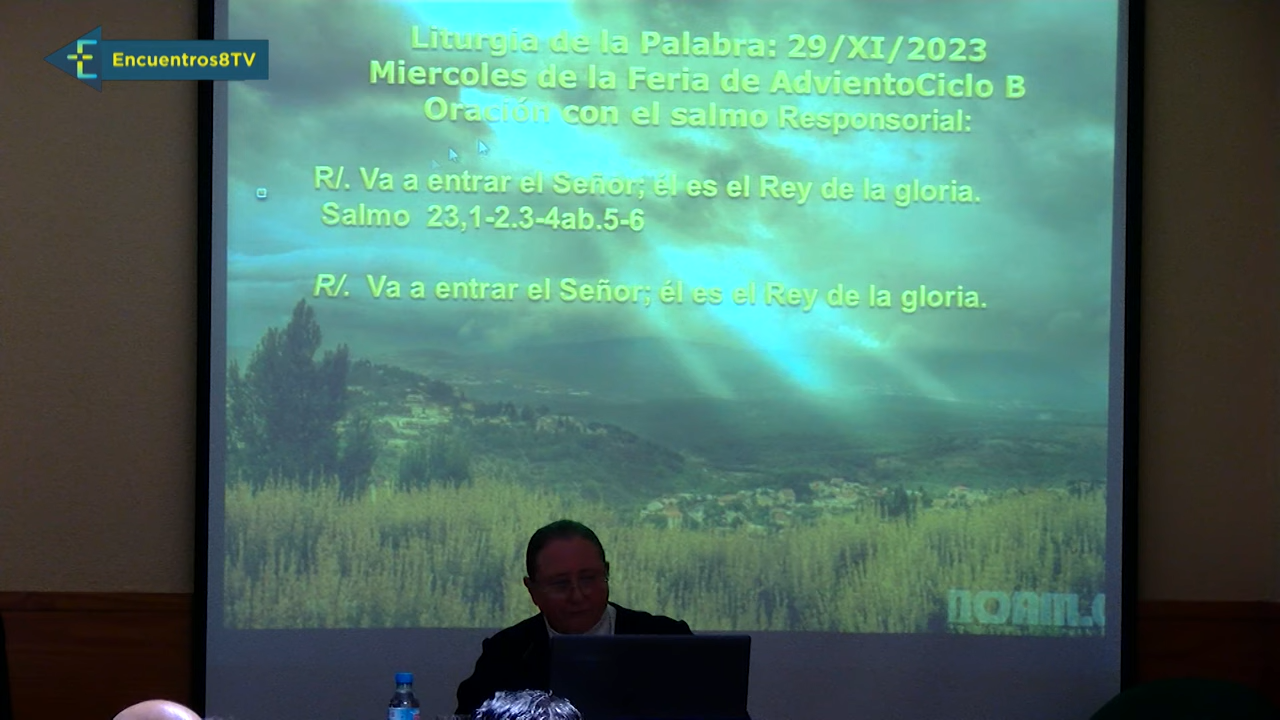 Encuentros8TV
Liturgia de la Palabra: 29/XI/2023
Miercoles de la Feria de AdvientoCiclo B
Oración con el salmo Responsorial:
R/. Va a entrar el Señor; él es el Rey de la gloria.
Salmo 23,1-2.3-4ab.5-6
R/. Va a entrar el Señor; él es el Rey de la gloria.